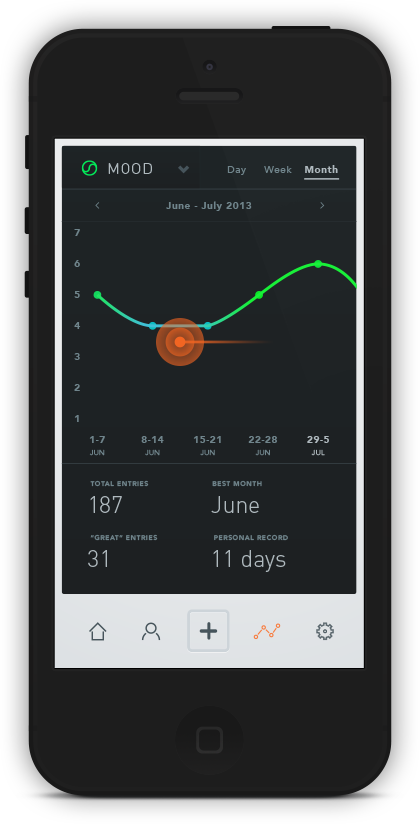 MOOD Day Week Month
June - July 2013
7
6
5
4
3
2
1
1-7 8-14 15-21 22-28 29-5
JUN JUN JUN JUN JUL
TOTAL ENTRIES BEST MONTH
187 June
"GREAT" ENTRIES PERSONAL RECORD
31 11 days